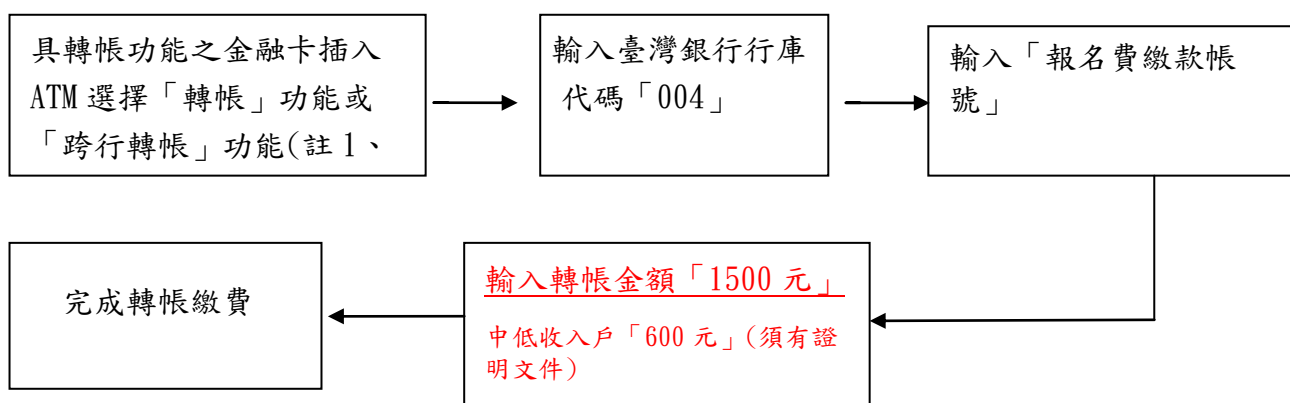 具轉帳功能之金融卡插入
ATM 選擇「轉帳」功能或
「跨行轉帳」功能(註 1、
輸入臺灣銀行行庫
代碼「004」
輸入「報名費繳款帳
號」
輸入轉帳金額「1500 元」
中低收入戶「600 元」(須有證
明文件)
完成轉帳繳費